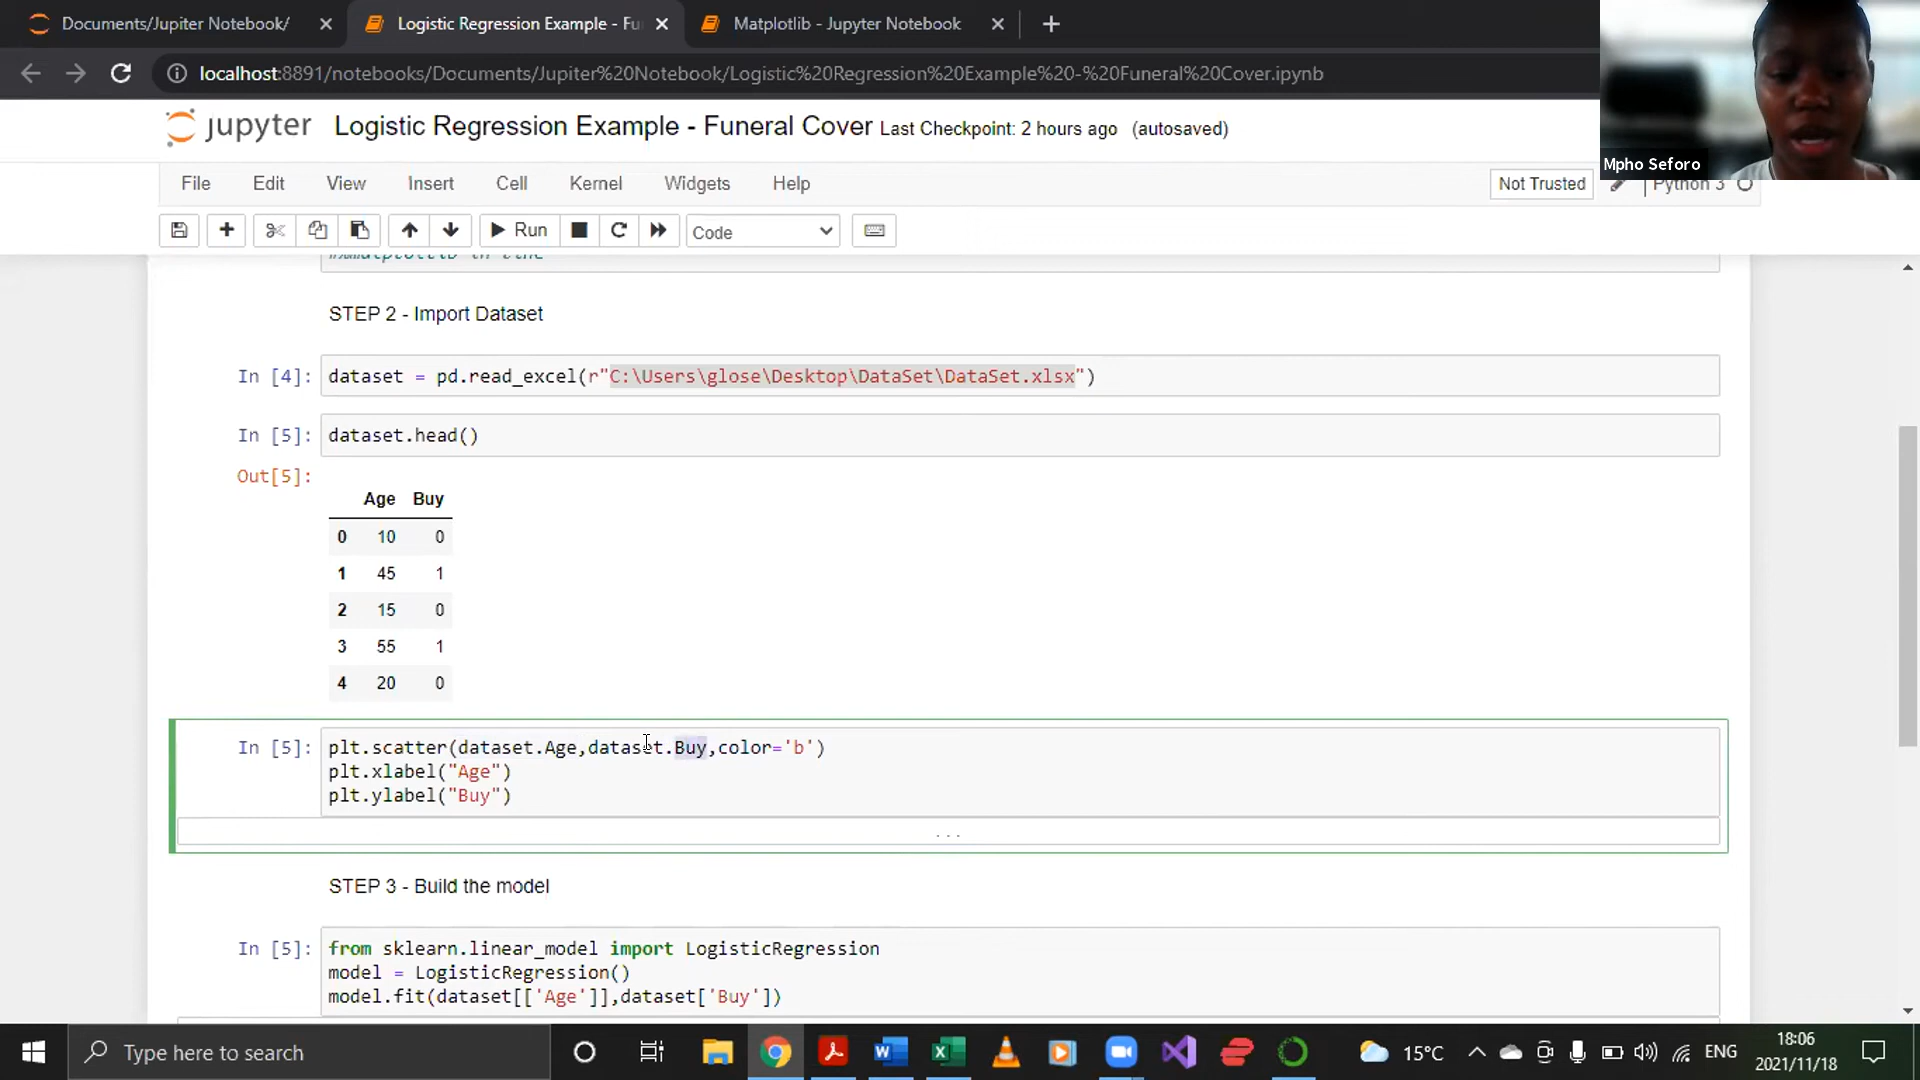 Documents/Jupiter Notebook/
Logistic Regression Example - Fu
Matplotlib - Jupyter Notebook
localhost:8891/notebooks/Documents/Jupiter%20Notebook/Logistic%20Regression%20Example%20-%20Funeral%20Cover.ipynb
Mpho Seforo
jupyter Logistic Regression Example - Funeral Cover Last Checkpoint: 2 hours ago (autosaved)
File Edit View Insert Cell Kernel Widgets Help
Not Trusted Python 3
Run Code
STEP 2 - Import Dataset
In [4]: dataset = pd.read_excel(r"C:\Users\glose\Desktop\DataSet\DataSet.xlsx")
In [5]: dataset.head()
Out[5]:
Age Buy
0 10 0
1 45 1
2 15 0
3 55 1
4 20 0
In [5]: plt.scatter(dataset.Age,dataset.Buy,color='b')
plt.xlabel("Age")
plt.ylabel("Buy")
...
STEP 3 - Build the model
In [5]: from sklearn.linear_model import LogisticRegression
model = LogisticRegression()
model.fit(dataset[['Age']],dataset['Buy'])
Type here to search
15°C
ENG
18:06
2021/11/18